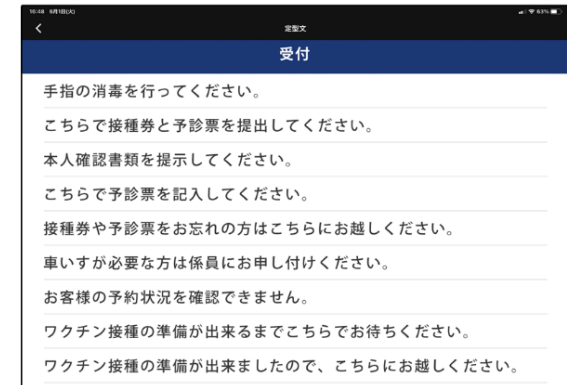 16:48 6月1日(火)
63%
定型文
受付
手指の消毒を行ってください。
こちらで接種券と予診票を提出してください。
本人確認書類を提示してください。
こちらで予診票を記入してください。
接種券や予診票をお忘れの方はこちらにお越しください。
車いすが必要な方は係員にお申し付けください。
お客様の予約状況を確認できません。
ワクチン接種の準備が出来るまでこちらでお待ちください。
ワクチン接種の準備が出来ましたので、こちらにお越しください。